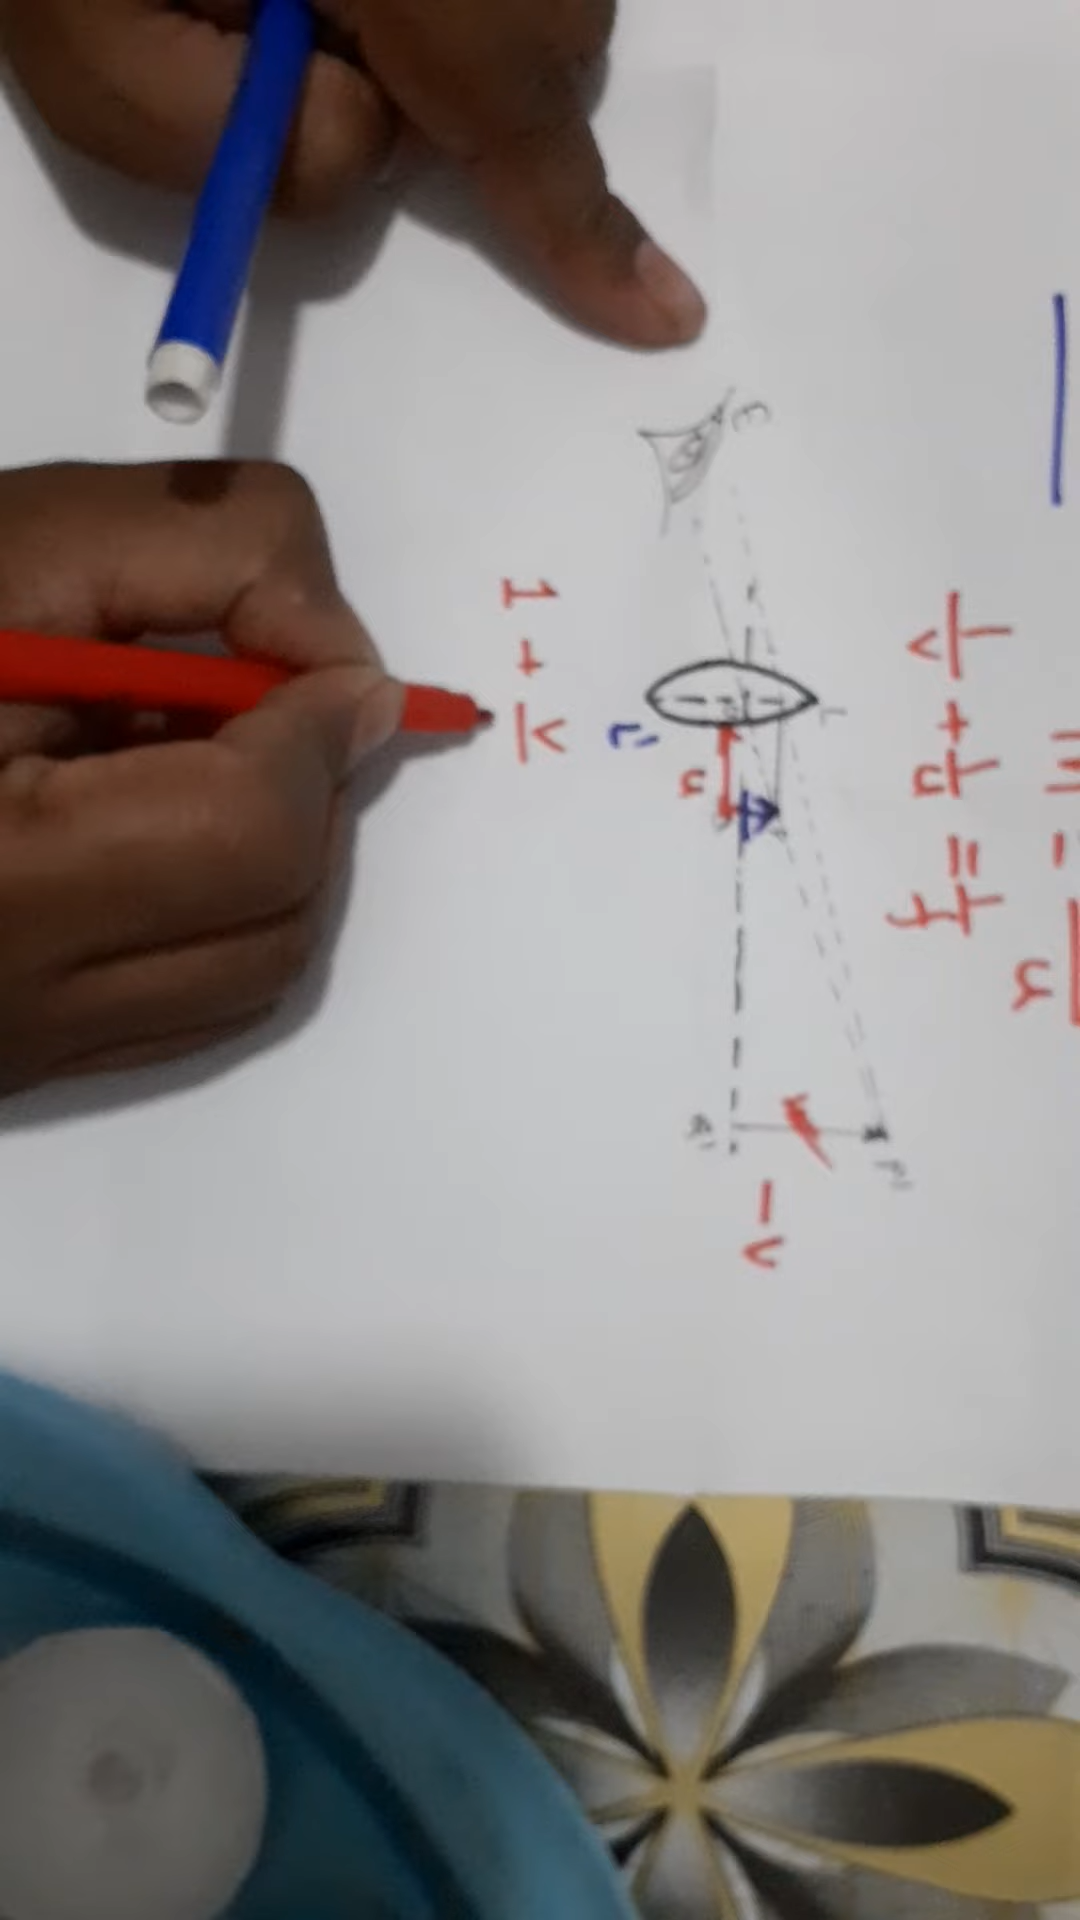 M = 
u
1/v + 1/u = 1/f
E
L
P'
u
-v
L'
1 + v